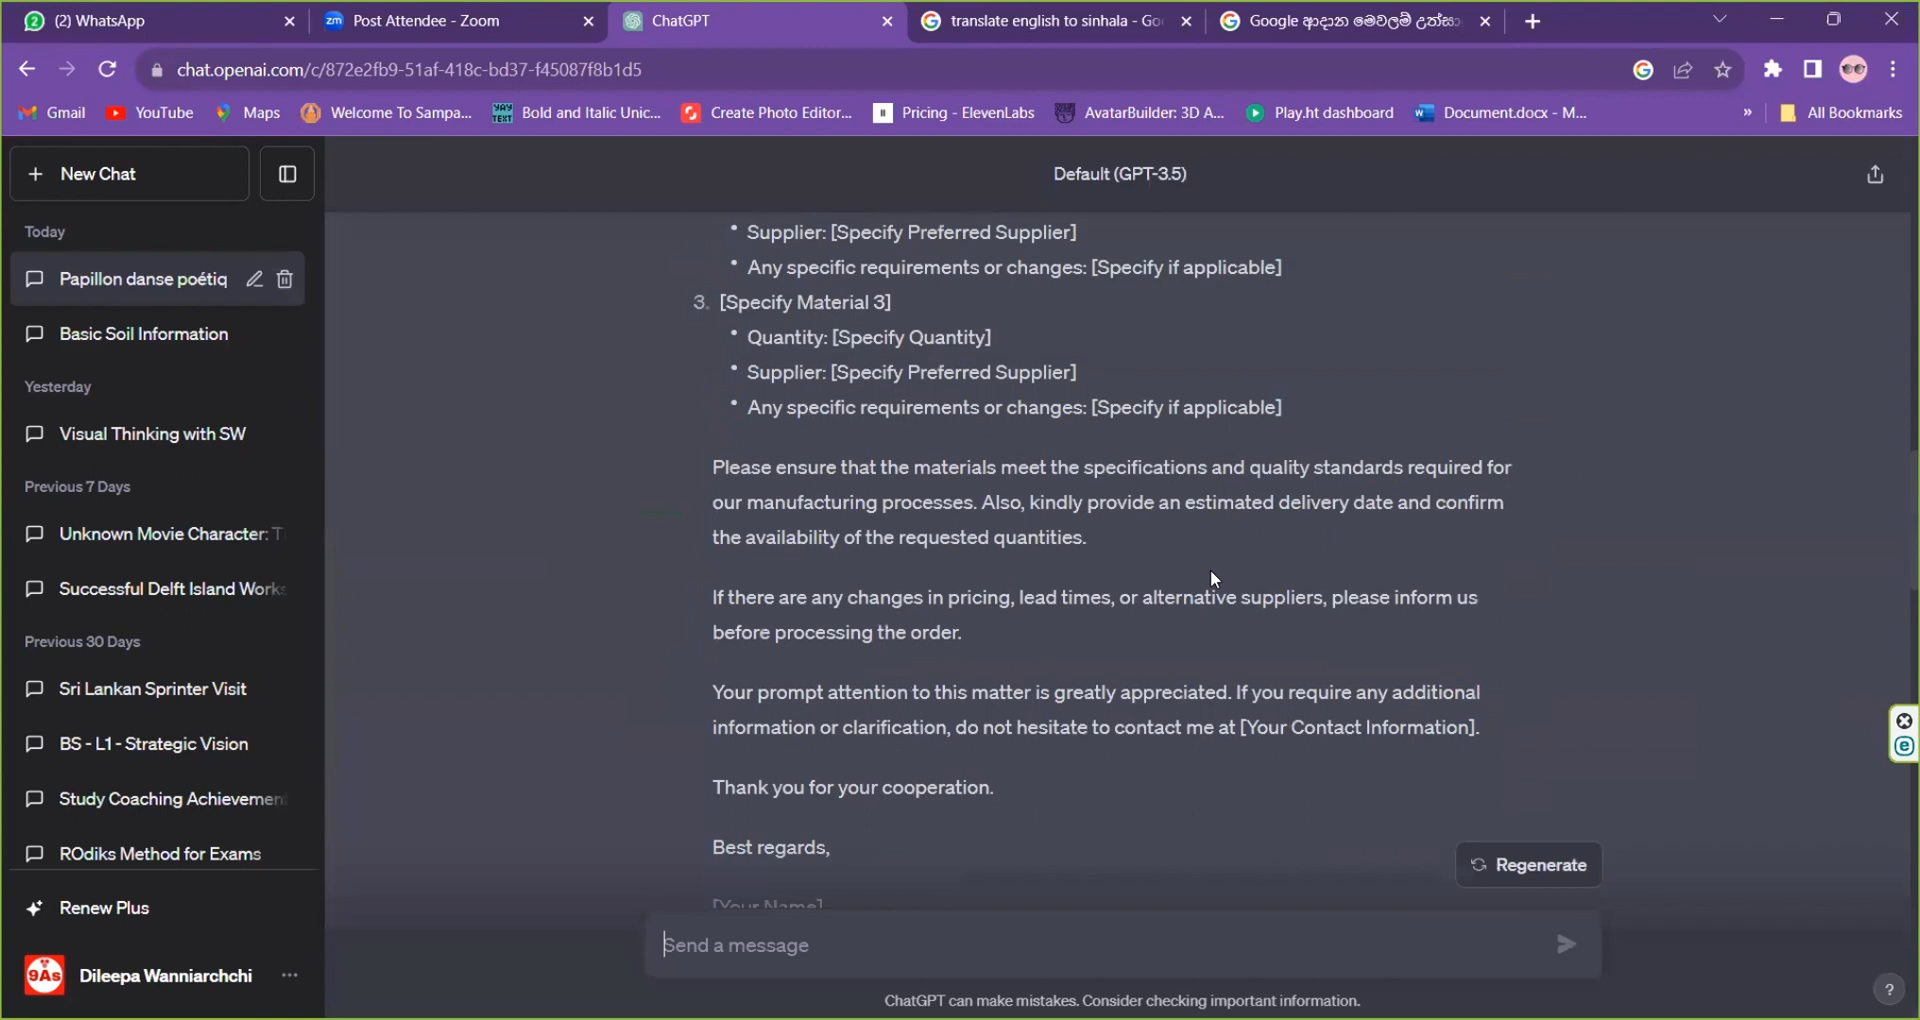 (2) WhatsApp
Post Attendee - Zoom
ChatGPT
translate english to sinhala - Go
Google ආදාන මෙවලම් උත්සා
chat.openai.com/c/872e2fb9-51af-418c-bd37-f45087f8b1d5
Gmail
YouTube
Maps
Welcome To Sampa...
Bold and Italic Unic...
Create Photo Editor...
Pricing - ElevenLabs
AvatarBuilder: 3D A...
Play.ht dashboard
Document.docx - M...
»
All Bookmarks
New Chat
Default (GPT-3.5)
Today
Papillon danse poétiq
Basic Soil Information
Yesterday
Visual Thinking with SW
Previous 7 Days
Unknown Movie Character: T
Successful Delft Island Works
Previous 30 Days
Sri Lankan Sprinter Visit
BS - L1 - Strategic Vision
Study Coaching Achievemen
ROdiks Method for Exams
Renew Plus
9As
Dileepa Wanniarchchi
• Supplier: [Specify Preferred Supplier]
• Any specific requirements or changes: [Specify if applicable]
3. [Specify Material 3]
• Quantity: [Specify Quantity]
• Supplier: [Specify Preferred Supplier]
• Any specific requirements or changes: [Specify if applicable]
Please ensure that the materials meet the specifications and quality standards required for
our manufacturing processes. Also, kindly provide an estimated delivery date and confirm
the availability of the requested quantities.
If there are any changes in pricing, lead times, or alternative suppliers, please inform us
before processing the order.
Your prompt attention to this matter is greatly appreciated. If you require any additional
information or clarification, do not hesitate to contact me at [Your Contact Information].
Thank you for your cooperation.
Best regards,
[Your Name]
Regenerate
Send a message
ChatGPT can make mistakes. Consider checking important information.
?